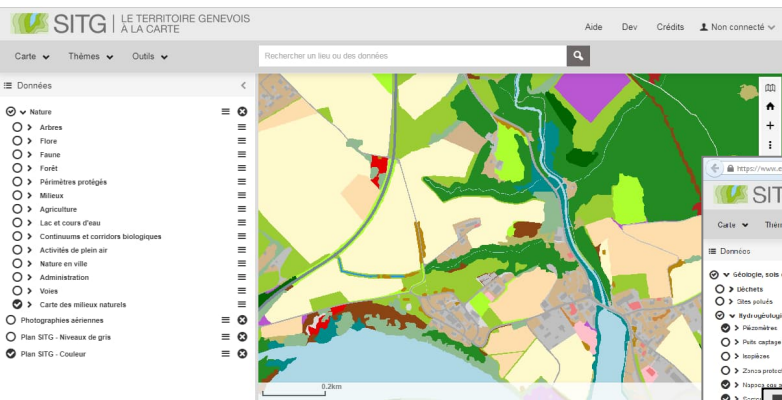 SITG LE TERRITOIRE GENEVOIS
À LA CARTE
Aide Dev Crédits Non connecté
Carte Thèmes Outils
Rechercher un lieu ou des données
Données
Nature
Arbres
Flore
Faune
Forêt
Périmètres protégés
Milieux
Agriculture
Lac et cours d'eau
Continuums et corridors biologiques
Activités de plein air
Nature en ville
Administration
Voies
Carte des milieux naturels
Photographies aériennes
Plan SITG - Niveaux de gris
Plan SITG - Couleur
0.2km
https://www.e
SIT
Carte Thèm
Données
Géologie, sols
Déchets
Sites pollués
Hydrogéologi
Piézomètres
Puits captage
Isopièzes
Zones protect